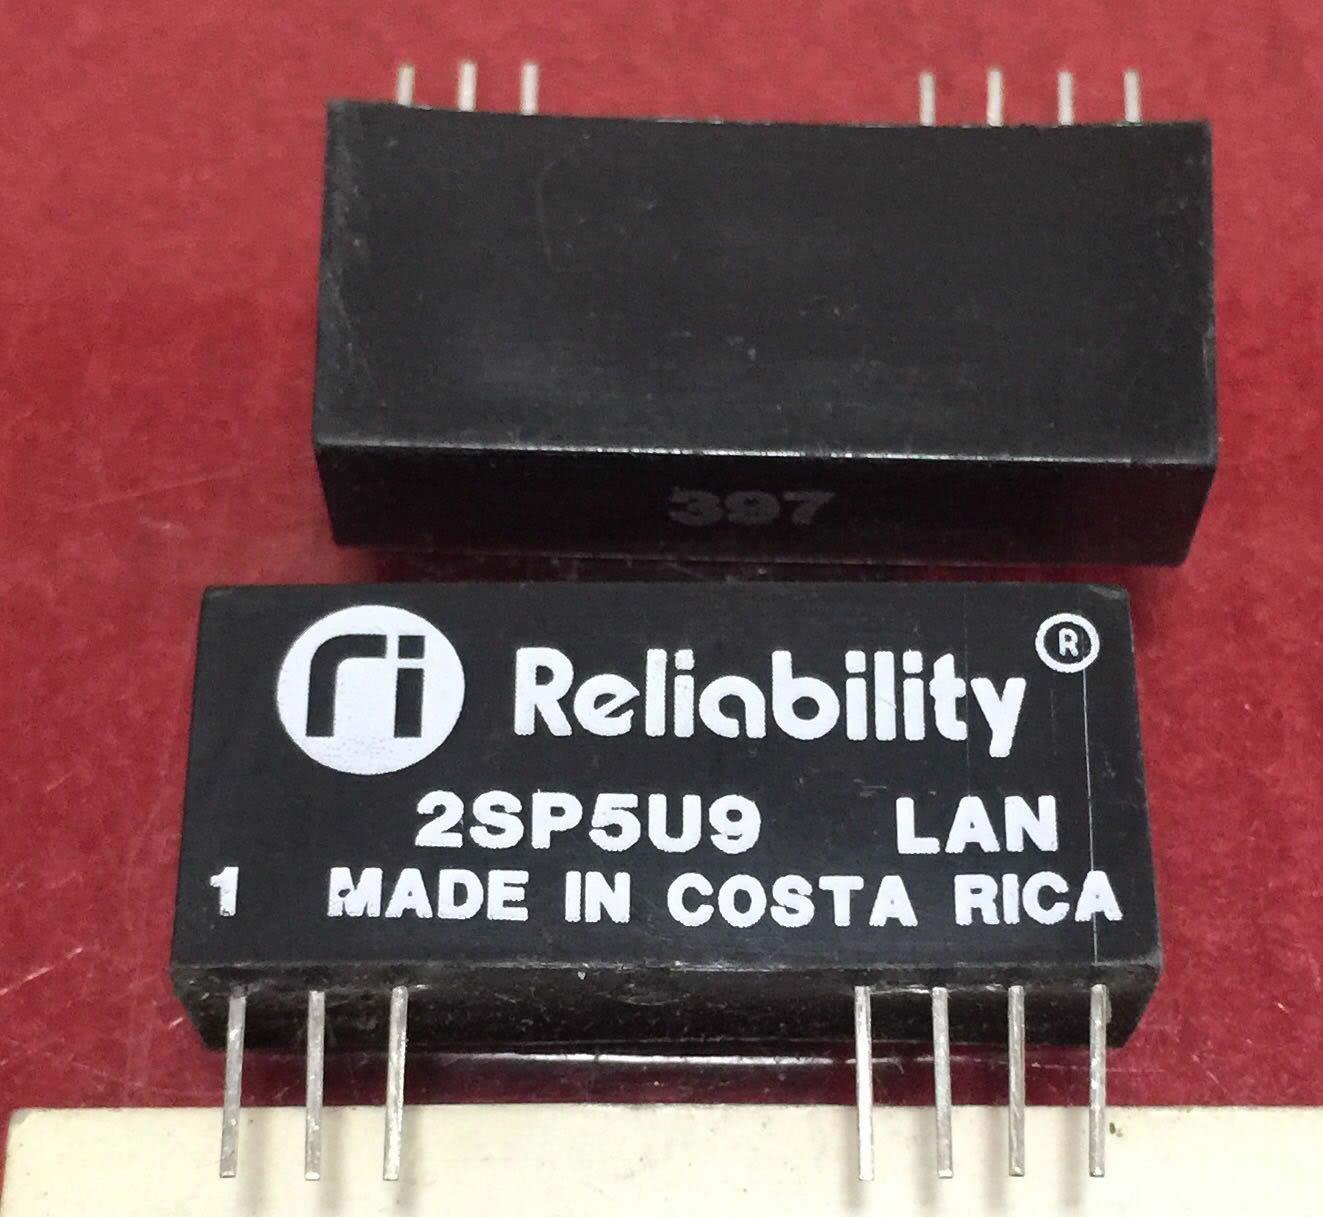 397
ri Reliability ®
2SP5U9 LAN
1 MADE IN COSTA RICA